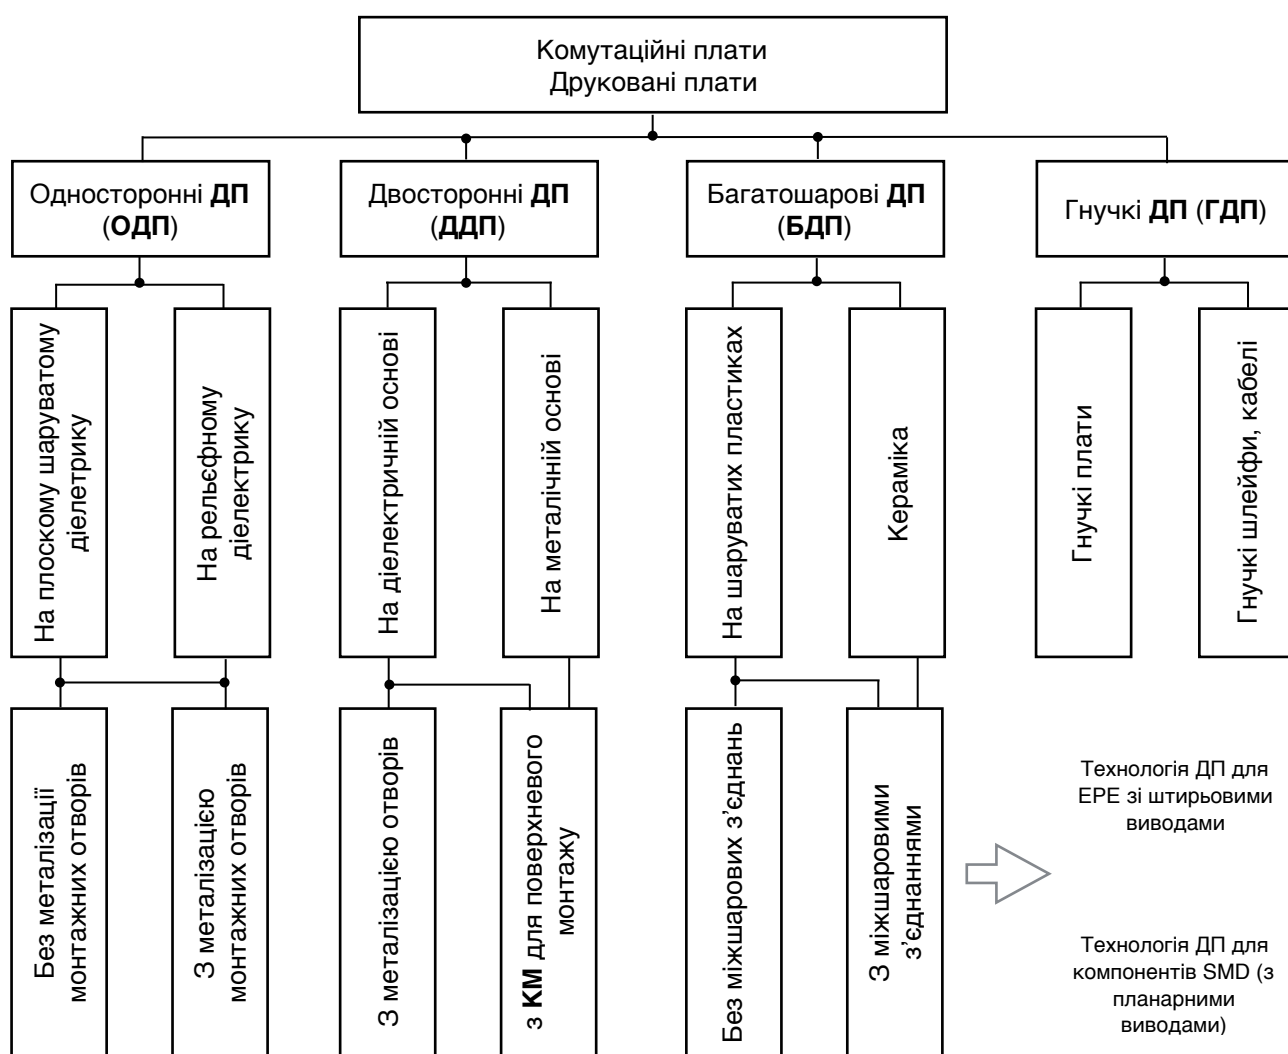 Комутаційні плати
Друковані плати
Односторонні ДП
(ОДП)
Двосторонні ДП
(ДДП)
Багатошарові ДП
(БДП)
Гнучкі ДП (ГДП)
На плоскому шаруватому
діелетрику
На рельєфному
діелектрику
На діелектричній основі
На металічній основі
На шаруватих пластиках
Кераміка
Гнучкі плати
Гнучкі шлейфи, кабелі
Без металізації
монтажних отворів
З металізацією
монтажних отворів
З металізацією отворів
з КМ для поверхневого
монтажу
Без міжшарових з’єднань
З міжшаровими
з’єднаннями
Технологія ДП для
ЕРЕ зі штирьовими
виводами
Технологія ДП для
компонентів SMD (з
планарними
виводами)